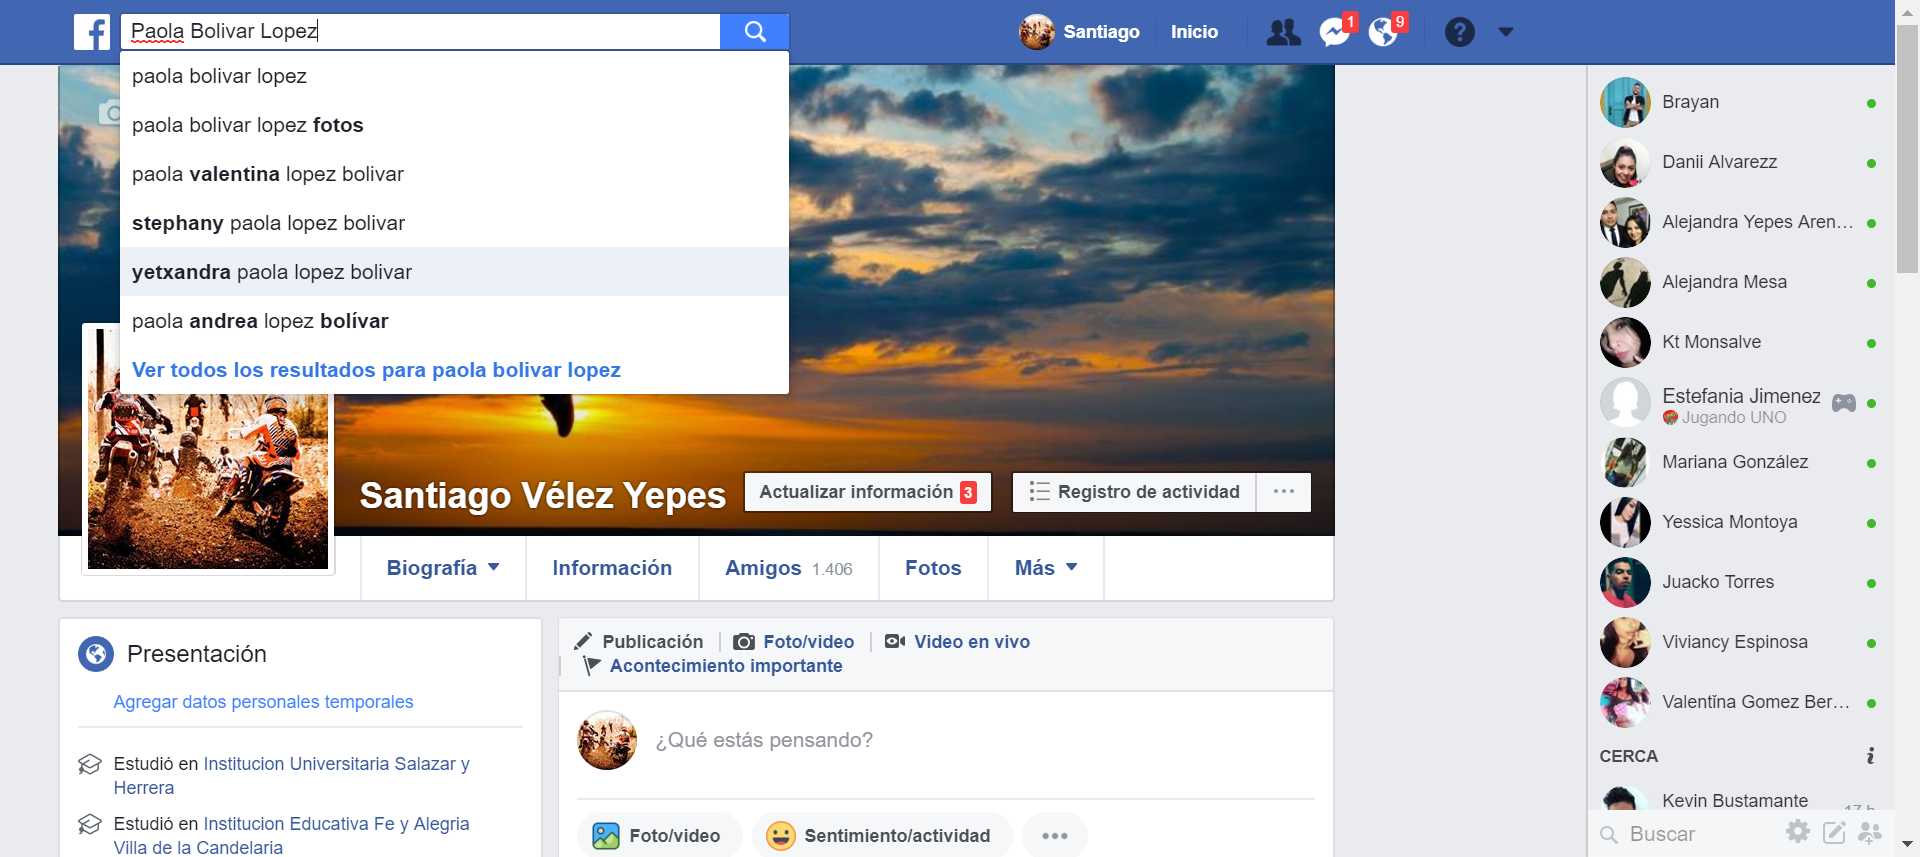 Paola Bolivar Lopez
Santiago
Inicio
1
9
?
paola bolivar lopez
paola bolivar lopez fotos
paola valentina lopez bolivar
stephany paola lopez bolivar
yetxandra paola lopez bolivar
paola andrea lopez bolívar
Ver todos los resultados para paola bolivar lopez
Santiago Vélez Yepes
Actualizar información 3
Registro de actividad
Biografía
Información
Amigos 1.406
Fotos
Más
Presentación
Agregar datos personales temporales
Estudió en Institucion Universitaria Salazar y
Herrera
Estudió en Institucion Educativa Fe y Alegria
Villa de la Candelaria
Publicación
Foto/video
Video en vivo
Acontecimiento importante
¿Qué estás pensando?
Foto/video
Sentimiento/actividad
Brayan
Danii Alvarezz
Alejandra Yepes Aren...
Alejandra Mesa
Kt Monsalve
Estefania Jimenez
Jugando UNO
Mariana González
Yessica Montoya
Juacko Torres
Viviancy Espinosa
Valentĭna Gomez Ber...
CERCA
Kevin Bustamante
17 h
Buscar